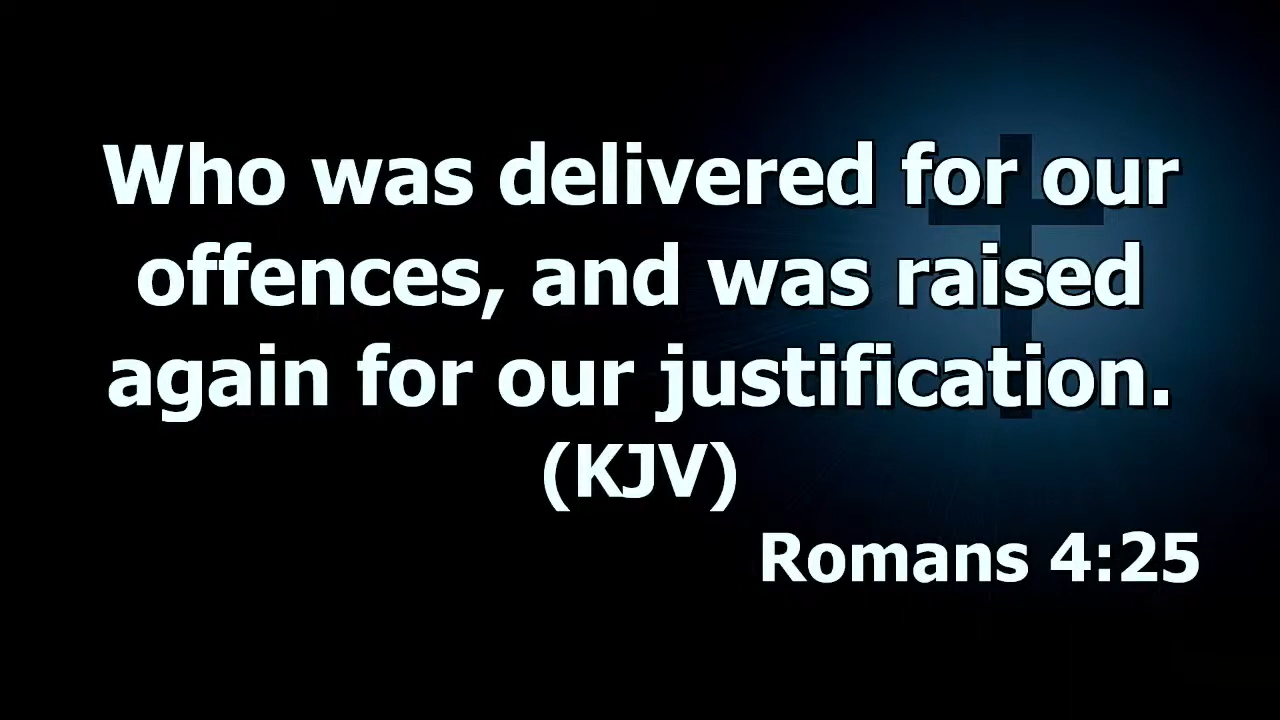 Who was delivered for our
offences, and was raised
again for our justification.
(KJV)
Romans 4:25